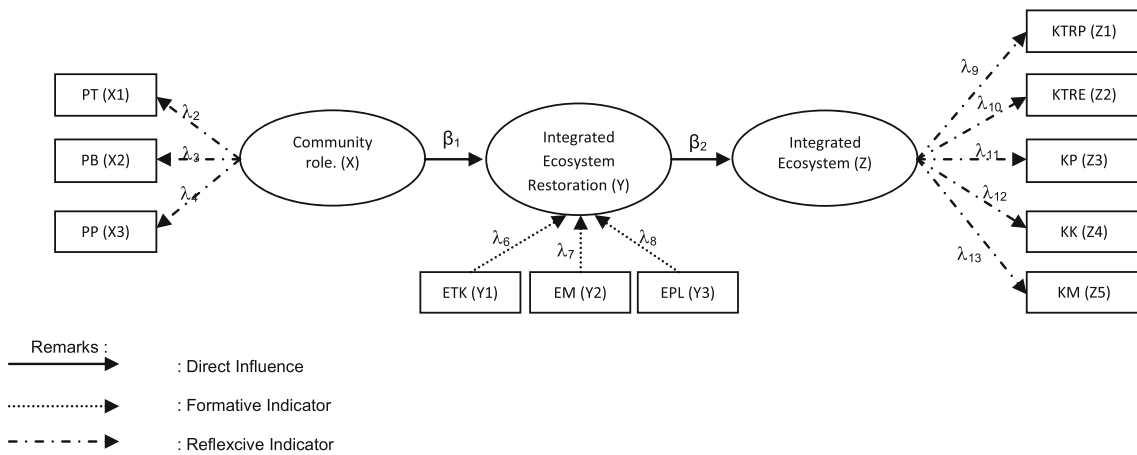 KTRP (Z1)
λ9
PT (X1)
λ2
KTRE (Z2)
λ10
Community
role. (X)
β1
Integrated
Ecosystem
Restoration (Y)
β2
Integrated
Ecosystem (Z)
PB (X2)
λ3
λ11
KP (Z3)
λ4
PP (X3)
λ12
KK (Z4)
λ6
λ7
λ8
λ13
ETK (Y1)
EM (Y2)
EPL (Y3)
KM (Z5)
Remarks :
: Direct Influence
: Formative Indicator
: Reflexcive Indicator